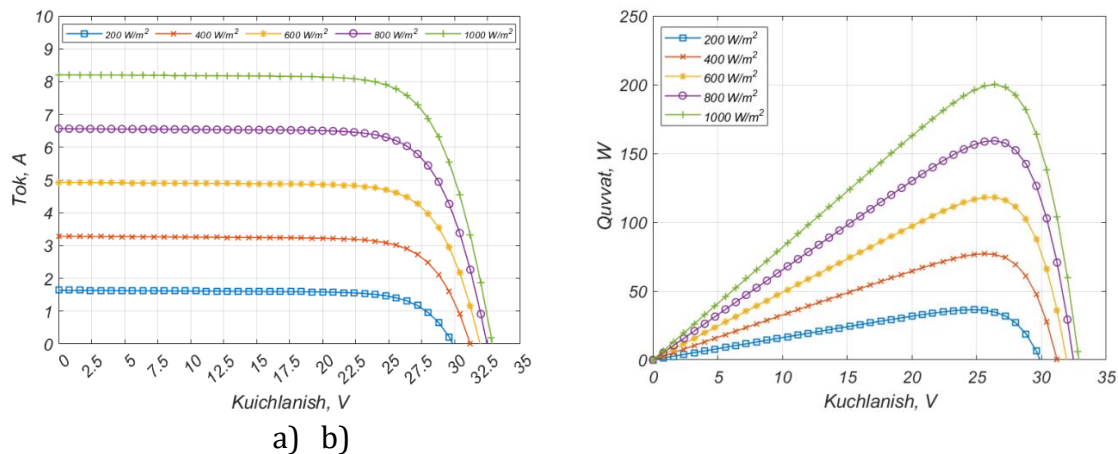 10
9
8
7
6
5
4
3
2
1
0
Tok, A
200 W/m² 400 W/m² 600 W/m² 800 W/m² 1000 W/m²
0 2.5 5 7.5 10 12.5 15 17.5 20 22.5 25 27.5 30 32.5 35
Kuichlanish, V
250
200
150
100
50
0
Quvvat, W
200 W/m²
400 W/m²
600 W/m²
800 W/m²
1000 W/m²
0 5 10 15 20 25 30 35
Kuchlanish, V
a) b)